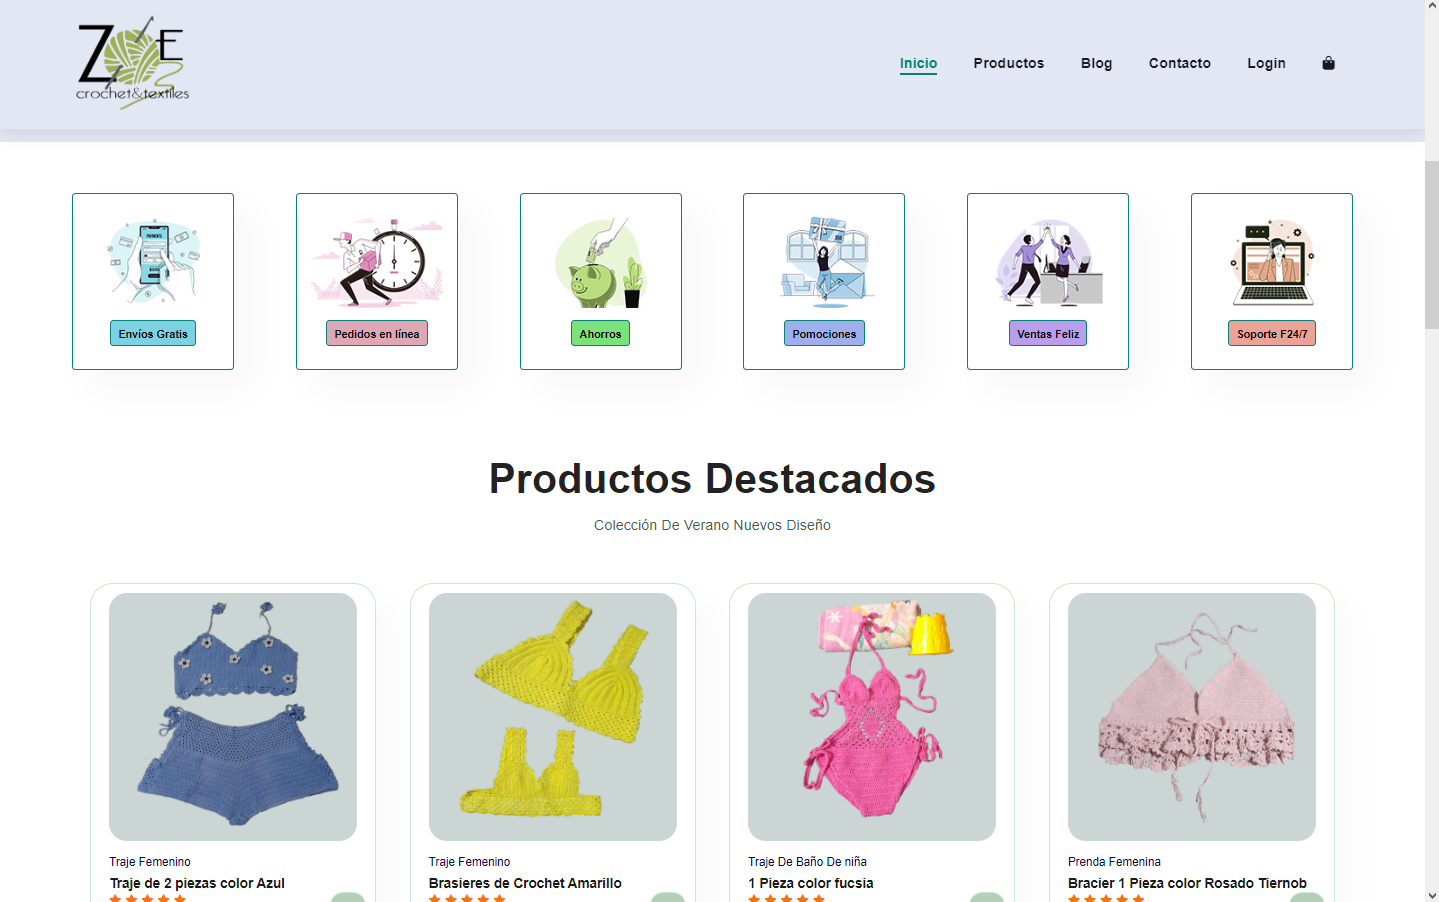 ZOE
crochet&textiles
Inicio
Productos
Blog
Contacto
Login
PAYMENTS
Envíos Gratis
Pedidos en línea
Ahorros
Pomociones
Ventas Feliz
Soporte F24/7
Productos Destacados
Colección De Verano Nuevos Diseño
Traje Femenino
Traje de 2 piezas color Azul
Traje Femenino
Brasieres de Crochet Amarillo
Traje De Baño De niña
1 Pieza color fucsia
Prenda Femenina
Bracier 1 Pieza color Rosado Tiernob